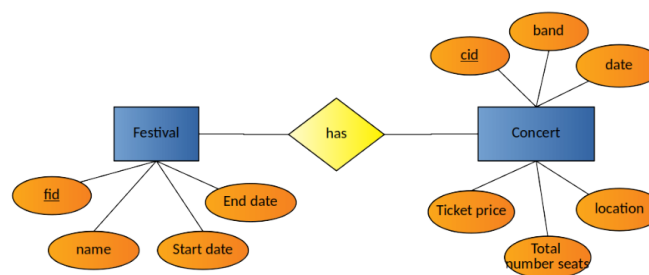 band
cid
date
Festival
has
Concert
fid
End date
Ticket price
location
name
Start date
Total
number seats